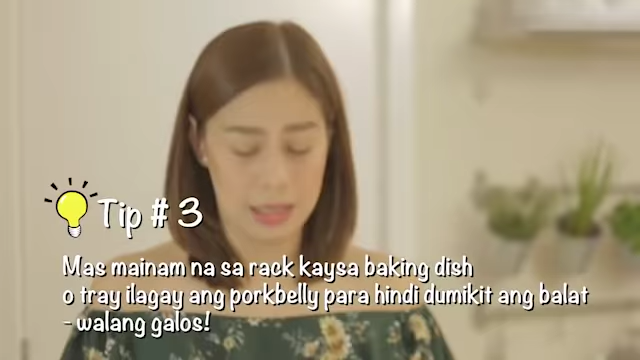 Tip # 3
Mas mainam na sa rack kaysa baking dish
o tray ilagay ang porkbelly para hindi dumikit ang balat
- walang galos!